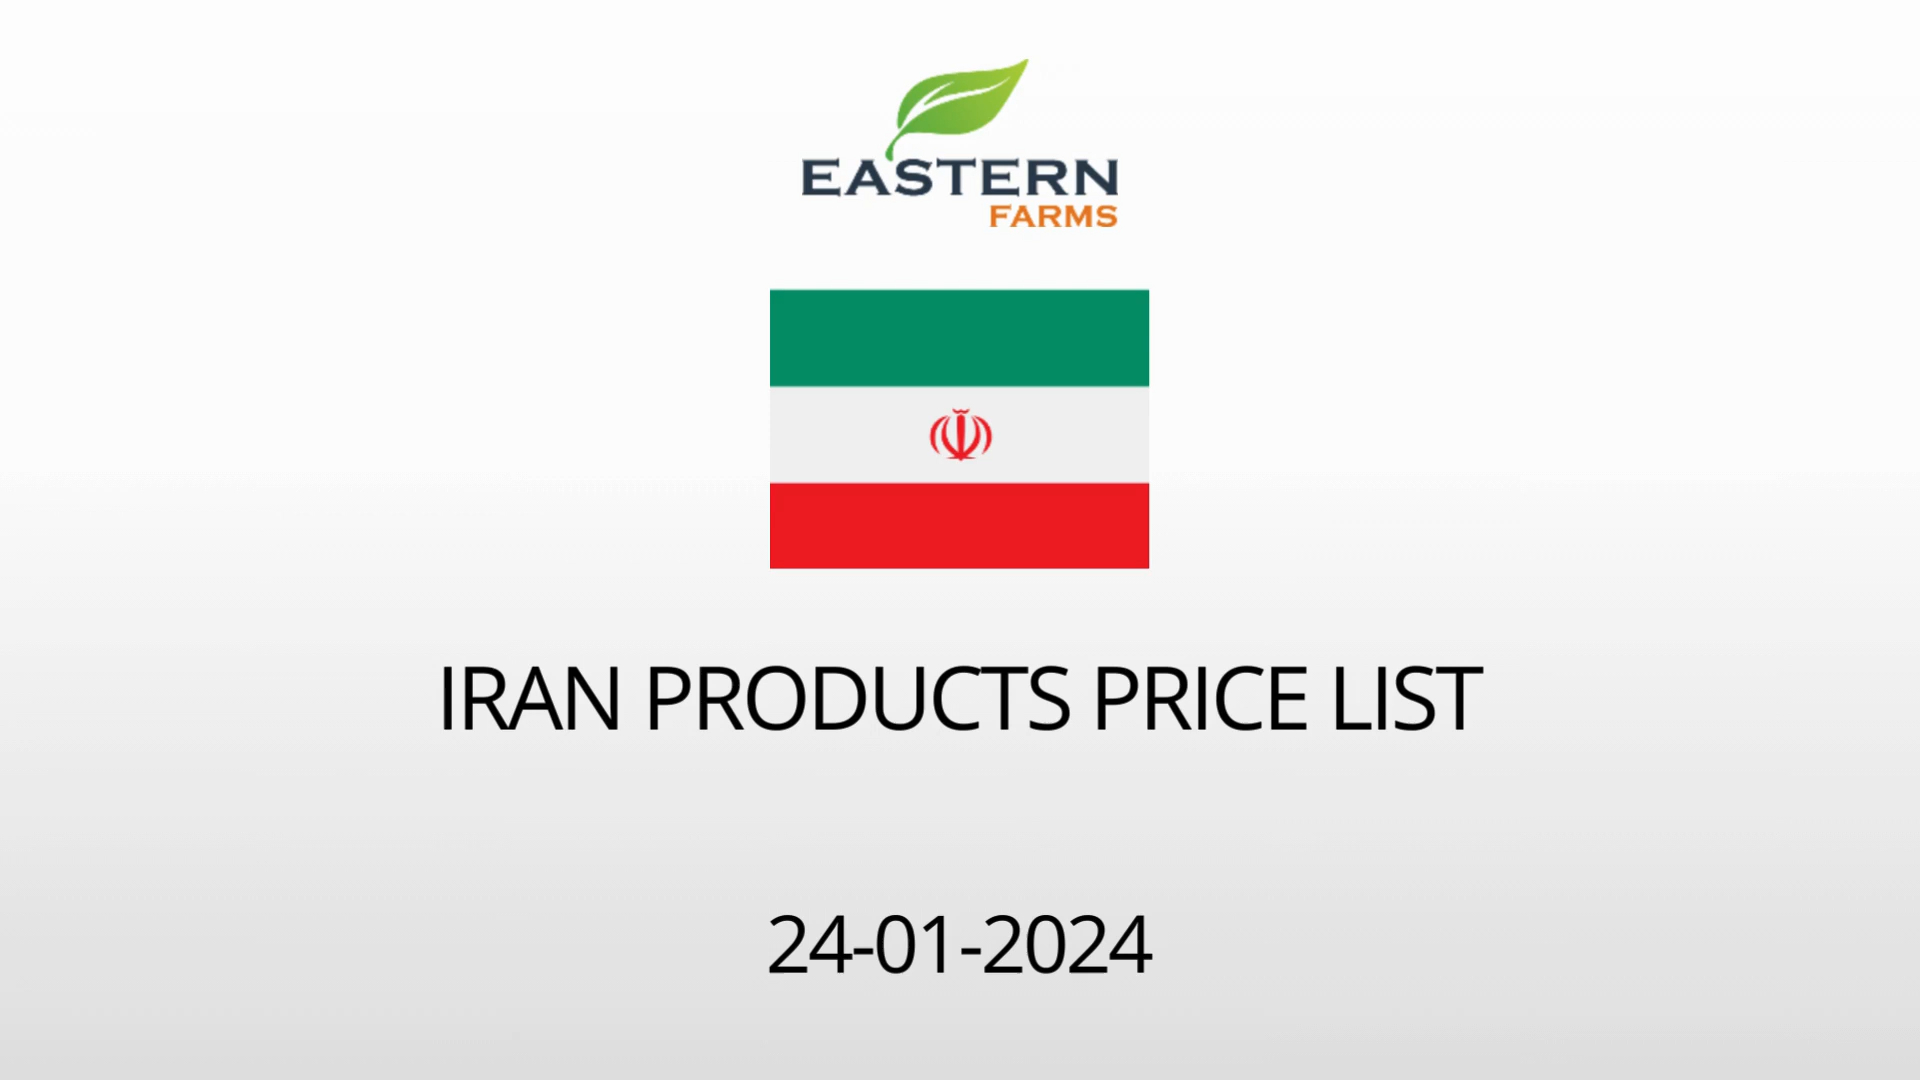 EASTERN
FARMS
IRAN PRODUCTS PRICE LIST
24-01-2024